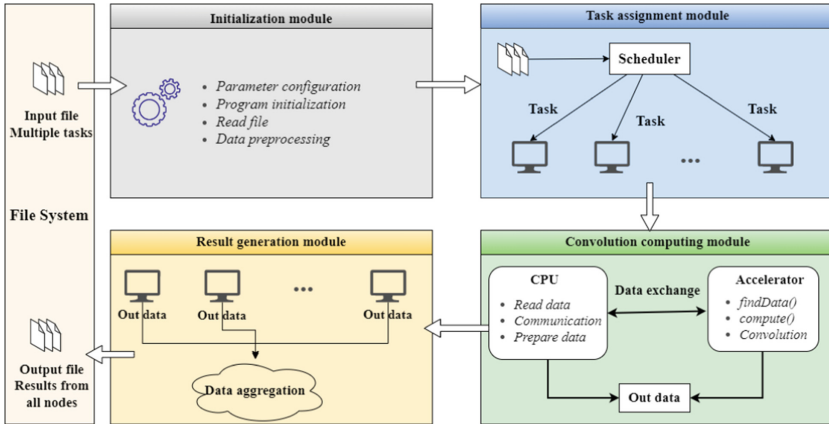 Initialization module
Task assignment module
Input file
Multiple tasks
• Parameter configuration
• Program initialization
• Read file
• Data preprocessing
Scheduler
Task
Task
Task
...
File System
Result generation module
Convolution computing module
Out data
Out data
...
Out data
Data aggregation
CPU
• Read data
• Communication
• Prepare data
Data exchange
Accelerator
• findData()
• compute()
• Convolution
Out data
Output file
Results from
all nodes